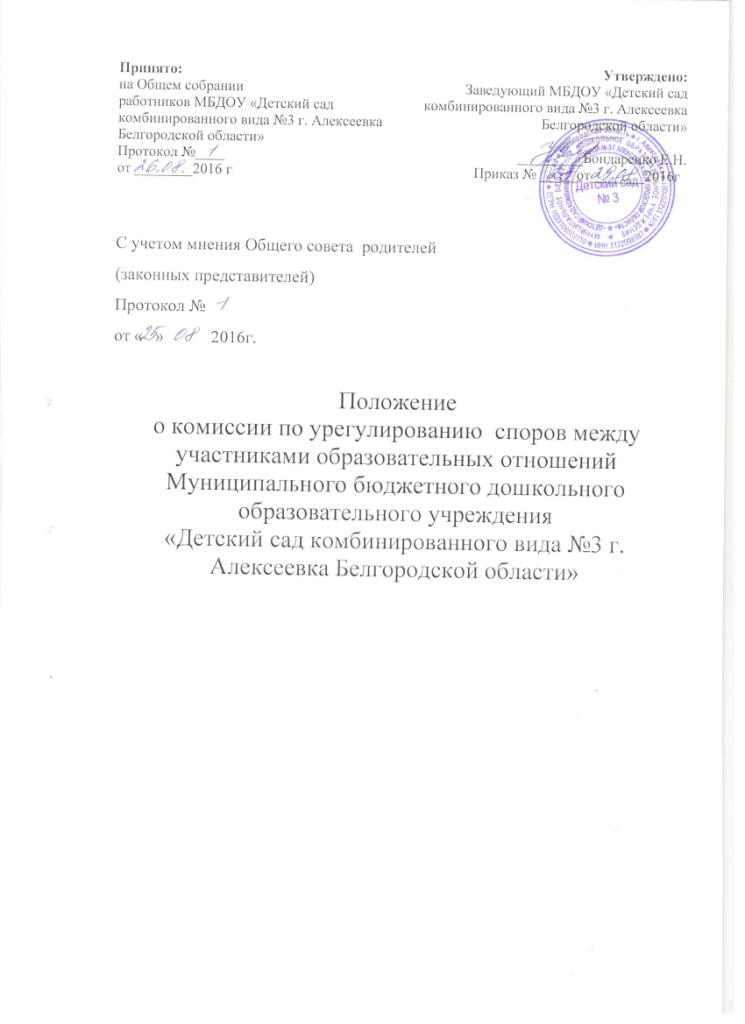 Принято:
на Общем собрании
работников МБДОУ «Детский сад
комбинированного вида №3 г. Алексеевка
Белгородской области»
Протокол № 1
от 26.08. 2016 г
Утверждено:
Заведующий МБДОУ «Детский сад
комбинированного вида №3 г. Алексеевка
Белгородской области»
Бондаренко Е.Н.
Приказ № от 29.08 2016г
Детский сад
№ 3
С учетом мнения Общего совета родителей
(законных представителей)
Протокол № 1
от «25» 08 2016г.
Положение
о комиссии по урегулированию споров между
участниками образовательных отношений
Муниципального бюджетного дошкольного
образовательного учреждения
«Детский сад комбинированного вида №3 г.
Алексеевка Белгородской области»